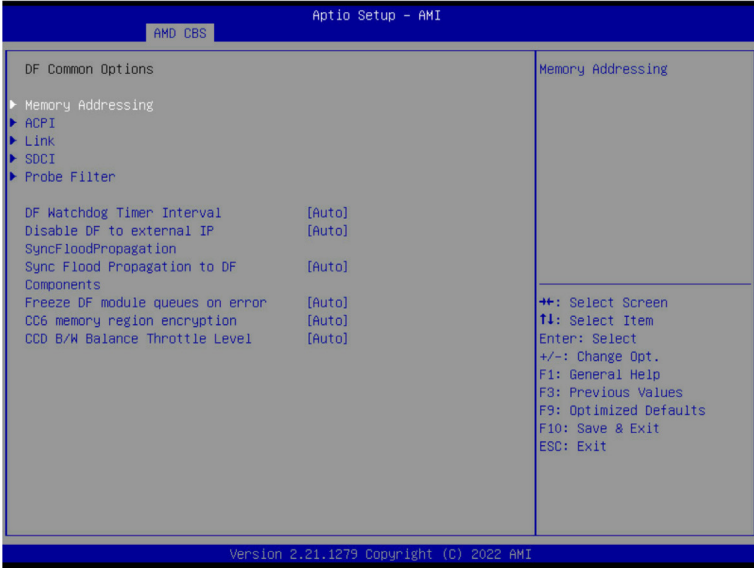 Aptio Setup – AMI
AMD CBS
DF Common Options
Memory Addressing
ACPI
Link
SDCI
Probe Filter
DF Watchdog Timer Interval [Auto]
Disable DF to external IP [Auto]
SyncFloodPropagation
Sync Flood Propagation to DF [Auto]
Components
Freeze DF module queues on error [Auto]
CC6 memory region encryption [Auto]
CCD B/W Balance Throttle Level [Auto]
Memory Addressing
→←: Select Screen
↑↓: Select Item
Enter: Select
+/-: Change Opt.
F1: General Help
F3: Previous Values
F9: Optimized Defaults
F10: Save & Exit
ESC: Exit
Version 2.21.1279 Copyright (C) 2022 AMI